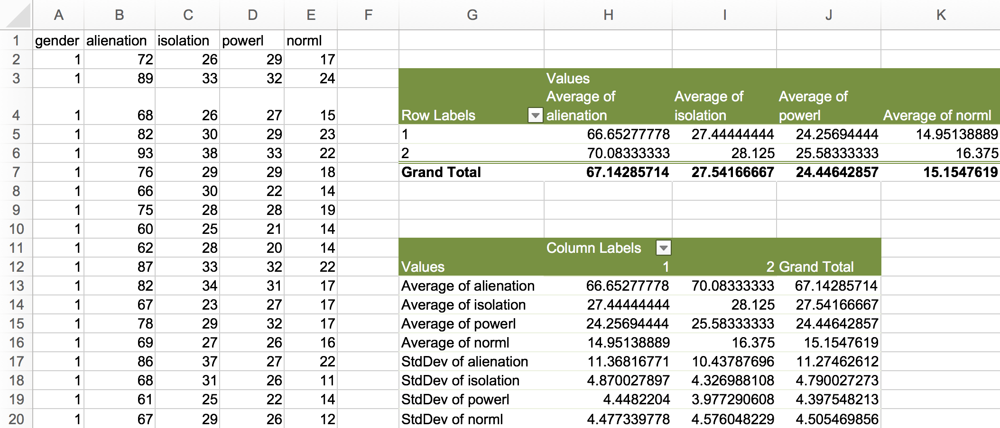 A B C D E F G H I J K
1 gender alienation isolation powerl norml
2 1 72 26 29 17
3 1 89 33 32 24 Values
Average of Average of Average of
4 1 68 26 27 15 Row Labels alienation isolation powerl Average of norml
5 1 82 30 29 23 1 66.65277778 27.44444444 24.25694444 14.95138889
6 1 93 38 33 22 2 70.08333333 28.125 25.58333333 16.375
7 1 76 29 29 18 Grand Total 67.14285714 27.54166667 24.44642857 15.1547619
8 1 66 30 22 14
9 1 75 28 28 19
10 1 60 25 21 14
11 1 62 28 20 14 Column Labels
12 1 87 33 32 22 Values 1 2 Grand Total
13 1 82 34 31 17 Average of alienation 66.65277778 70.08333333 67.14285714
14 1 67 23 27 17 Average of isolation 27.44444444 28.125 27.54166667
15 1 78 29 32 17 Average of powerl 24.25694444 25.58333333 24.44642857
16 1 69 27 26 16 Average of norml 14.95138889 16.375 15.1547619
17 1 86 37 27 22 StdDev of alienation 11.36816771 10.43787696 11.27462612
18 1 68 31 26 11 StdDev of isolation 4.870027897 4.326988108 4.790027273
19 1 61 25 22 14 StdDev of powerl 4.4482204 3.977290608 4.397548213
20 1 67 29 26 12 StdDev of norml 4.477339778 4.576048229 4.505469856